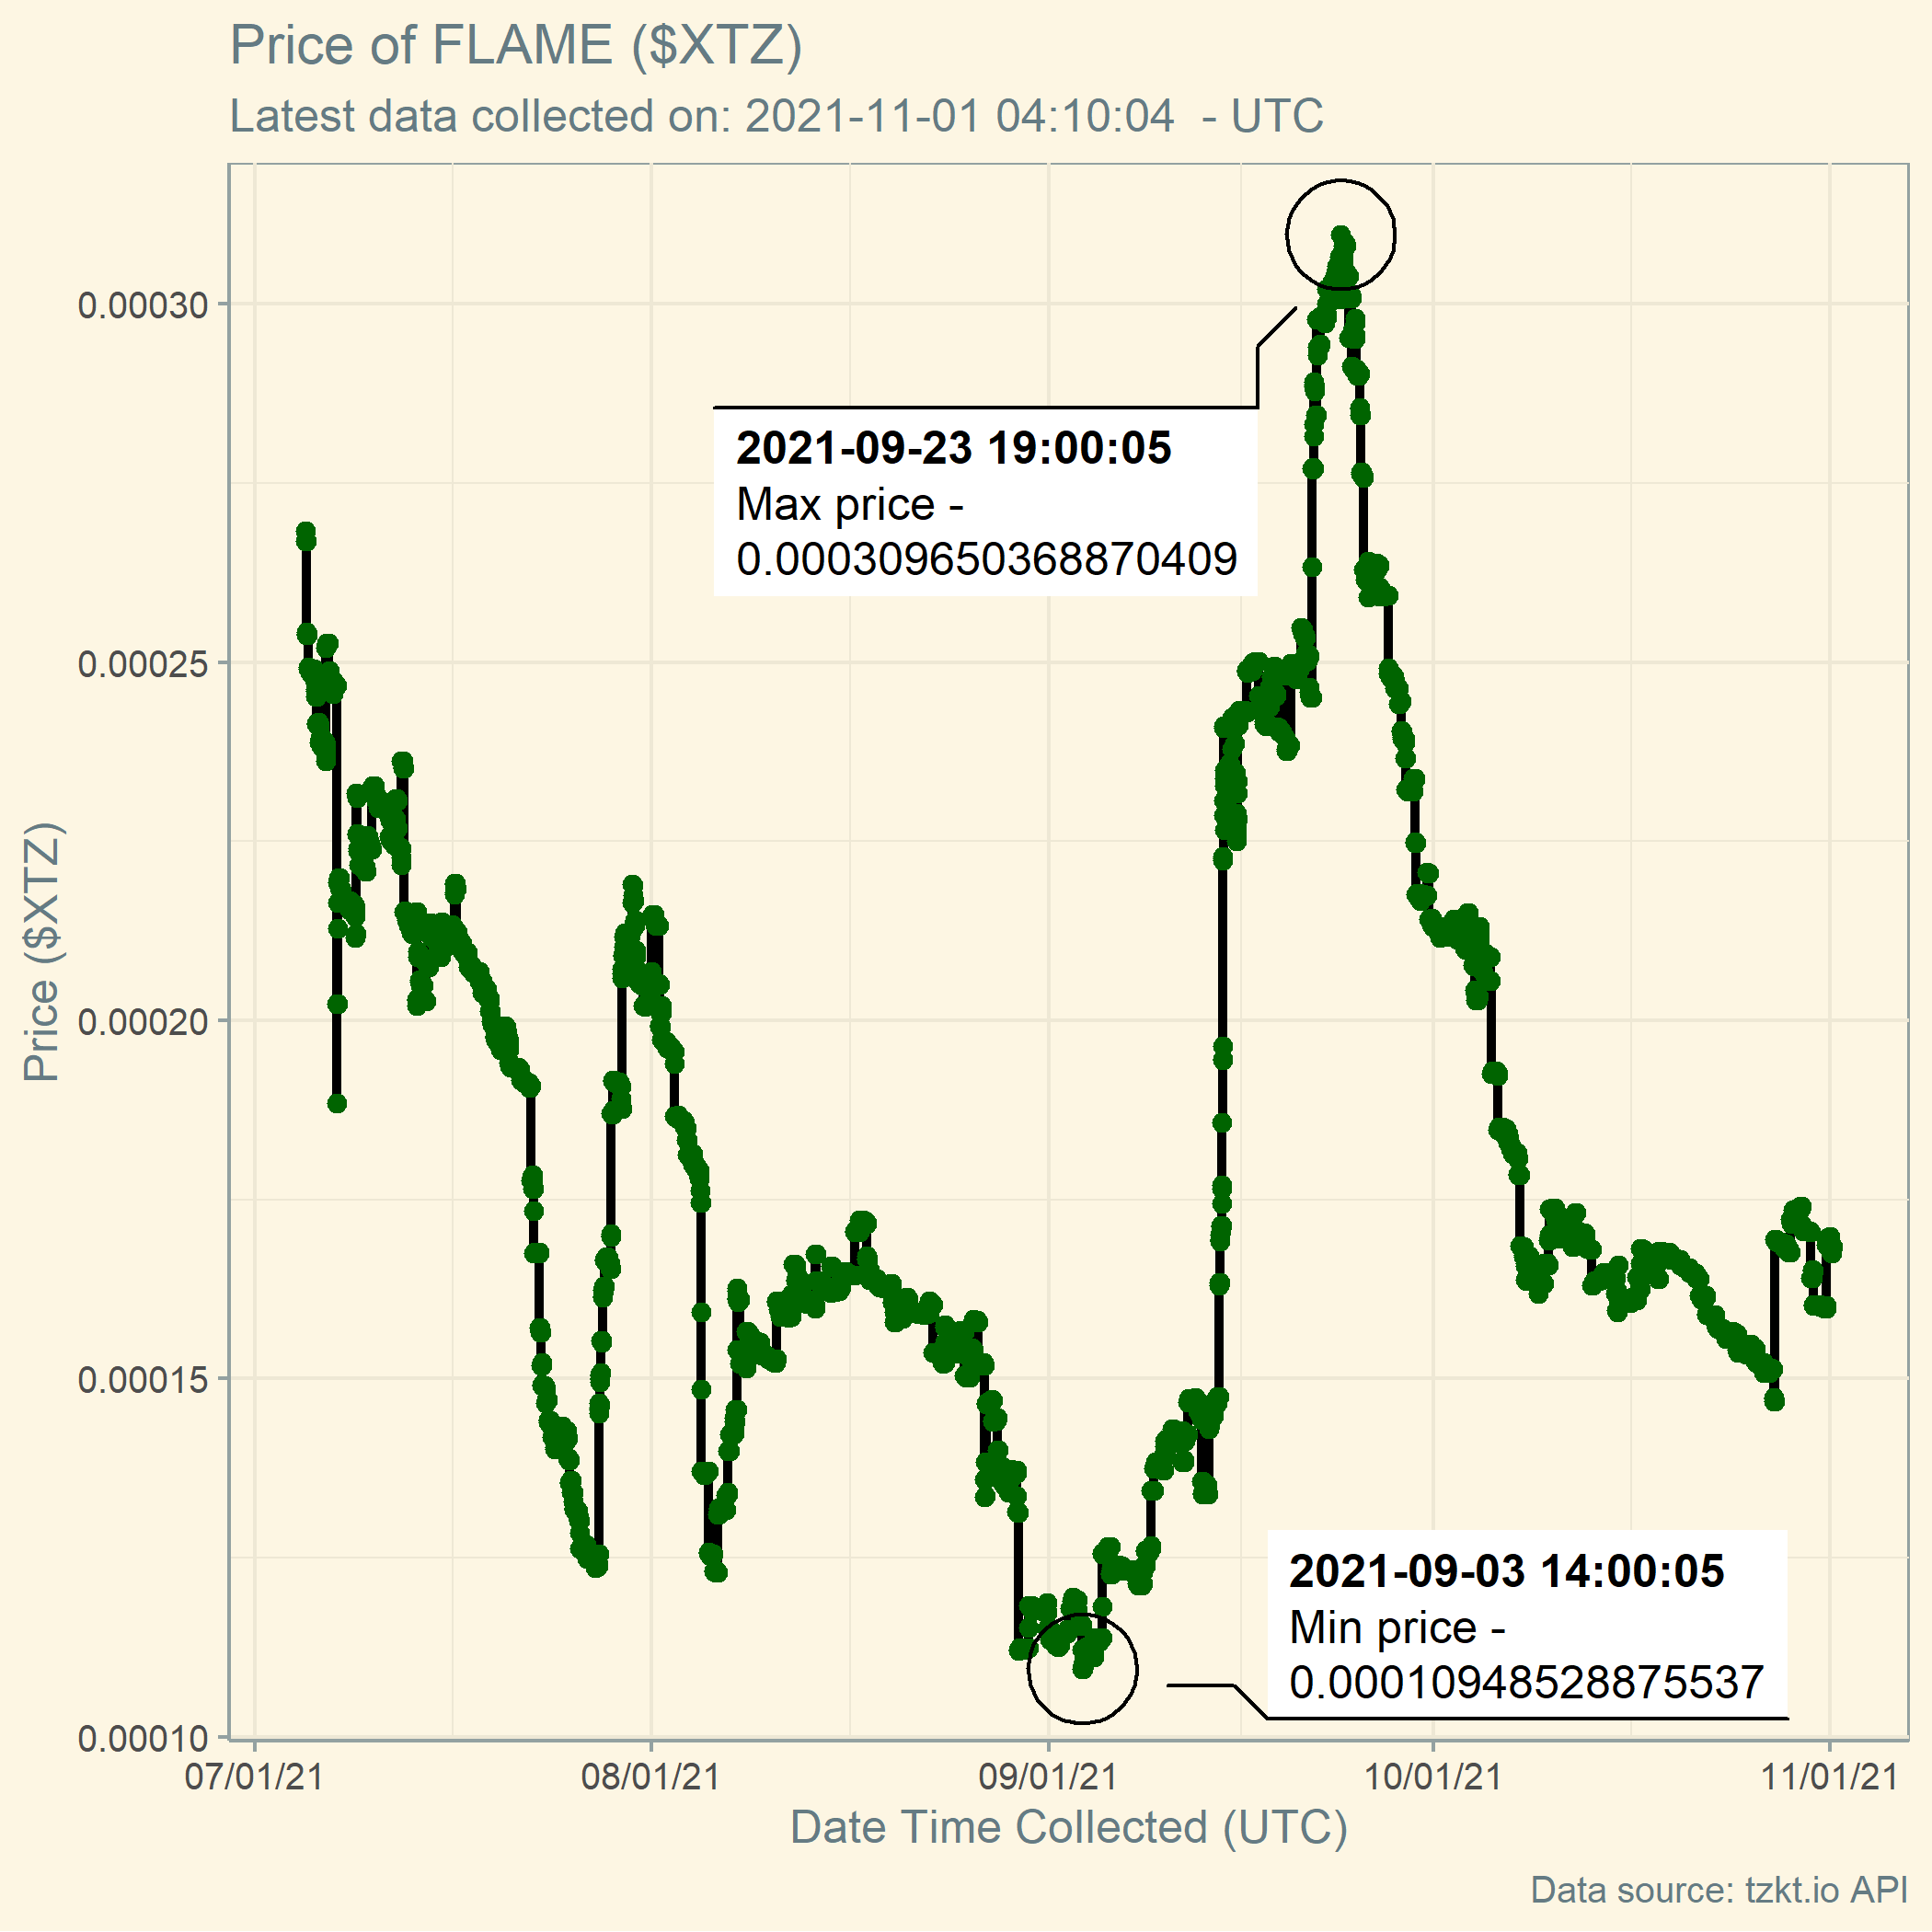 Price of FLAME ($XTZ)
Latest data collected on: 2021-11-01 04:10:04  - UTC
Price ($XTZ)
0.00030
0.00025
0.00020
0.00015
0.00010
2021-09-23 19:00:05
Max price -
0.000309650368870409
2021-09-03 14:00:05
Min price -
0.00010948528875537
07/01/21
08/01/21
09/01/21
10/01/21
11/01/21
Date Time Collected (UTC)
Data source: tzkt.io API